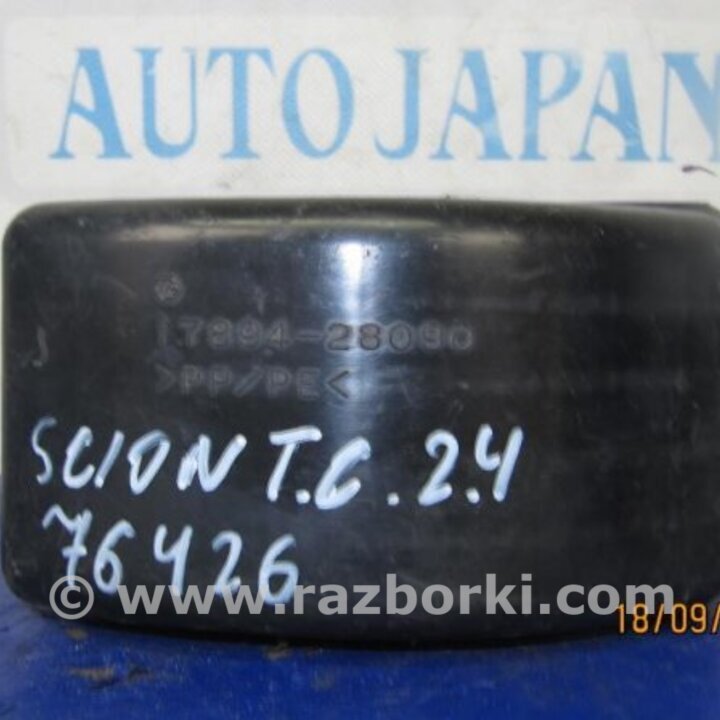 AUTO JAPAN
17894-28090
>PP/PE<
SCION T.C. 2.4
76426
© www.razborki.com
18/09/